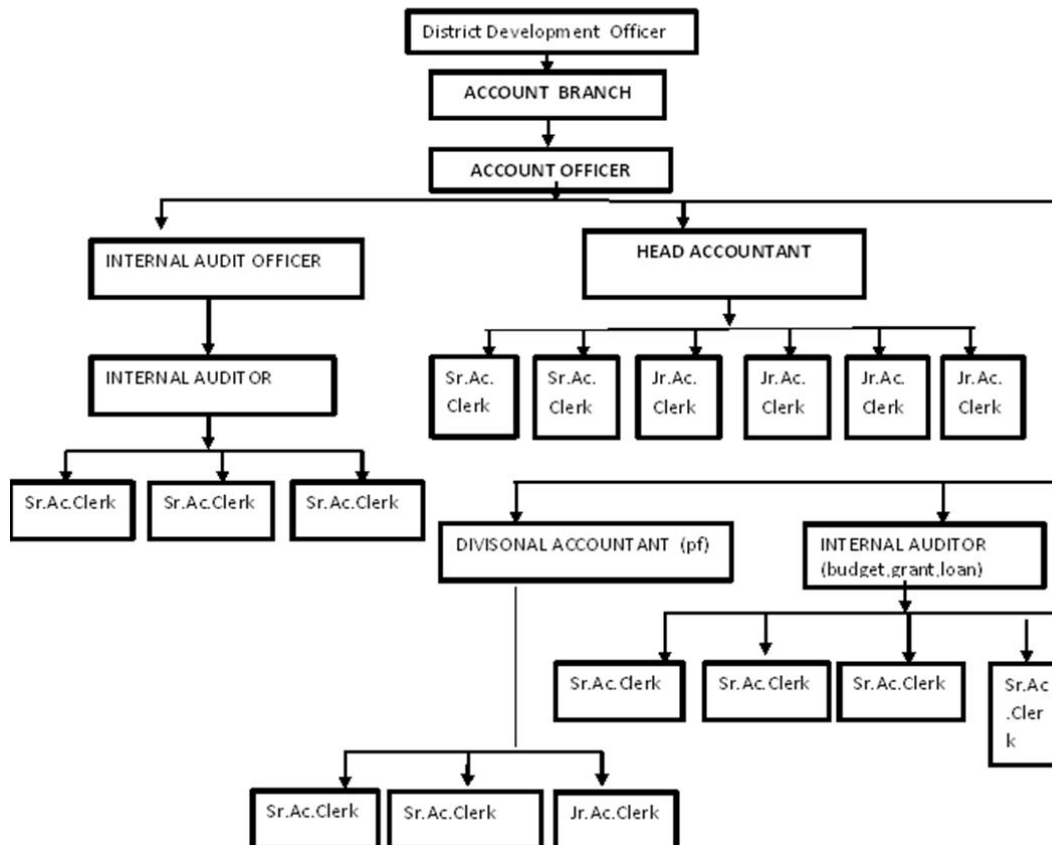 District Development Officer
ACCOUNT BRANCH
ACCOUNT OFFICER
INTERNAL AUDIT OFFICER
HEAD ACCOUNTANT
INTERNAL AUDITOR
Sr.Ac.
Clerk
Sr.Ac.
Clerk
Jr.Ac.
Clerk
Jr.Ac.
Clerk
Jr.Ac.
Clerk
Jr.Ac.
Clerk
Sr.Ac.Clerk
Sr.Ac.Clerk
Sr.Ac.Clerk
DIVISONAL ACCOUNTANT (pf)
INTERNAL AUDITOR
(budget,grant,loan)
Sr.Ac.Clerk
Sr.Ac.Clerk
Sr.Ac.Clerk
Sr.Ac
.Cler
k
Sr.Ac.Clerk
Sr.Ac.Clerk
Jr.Ac.Clerk